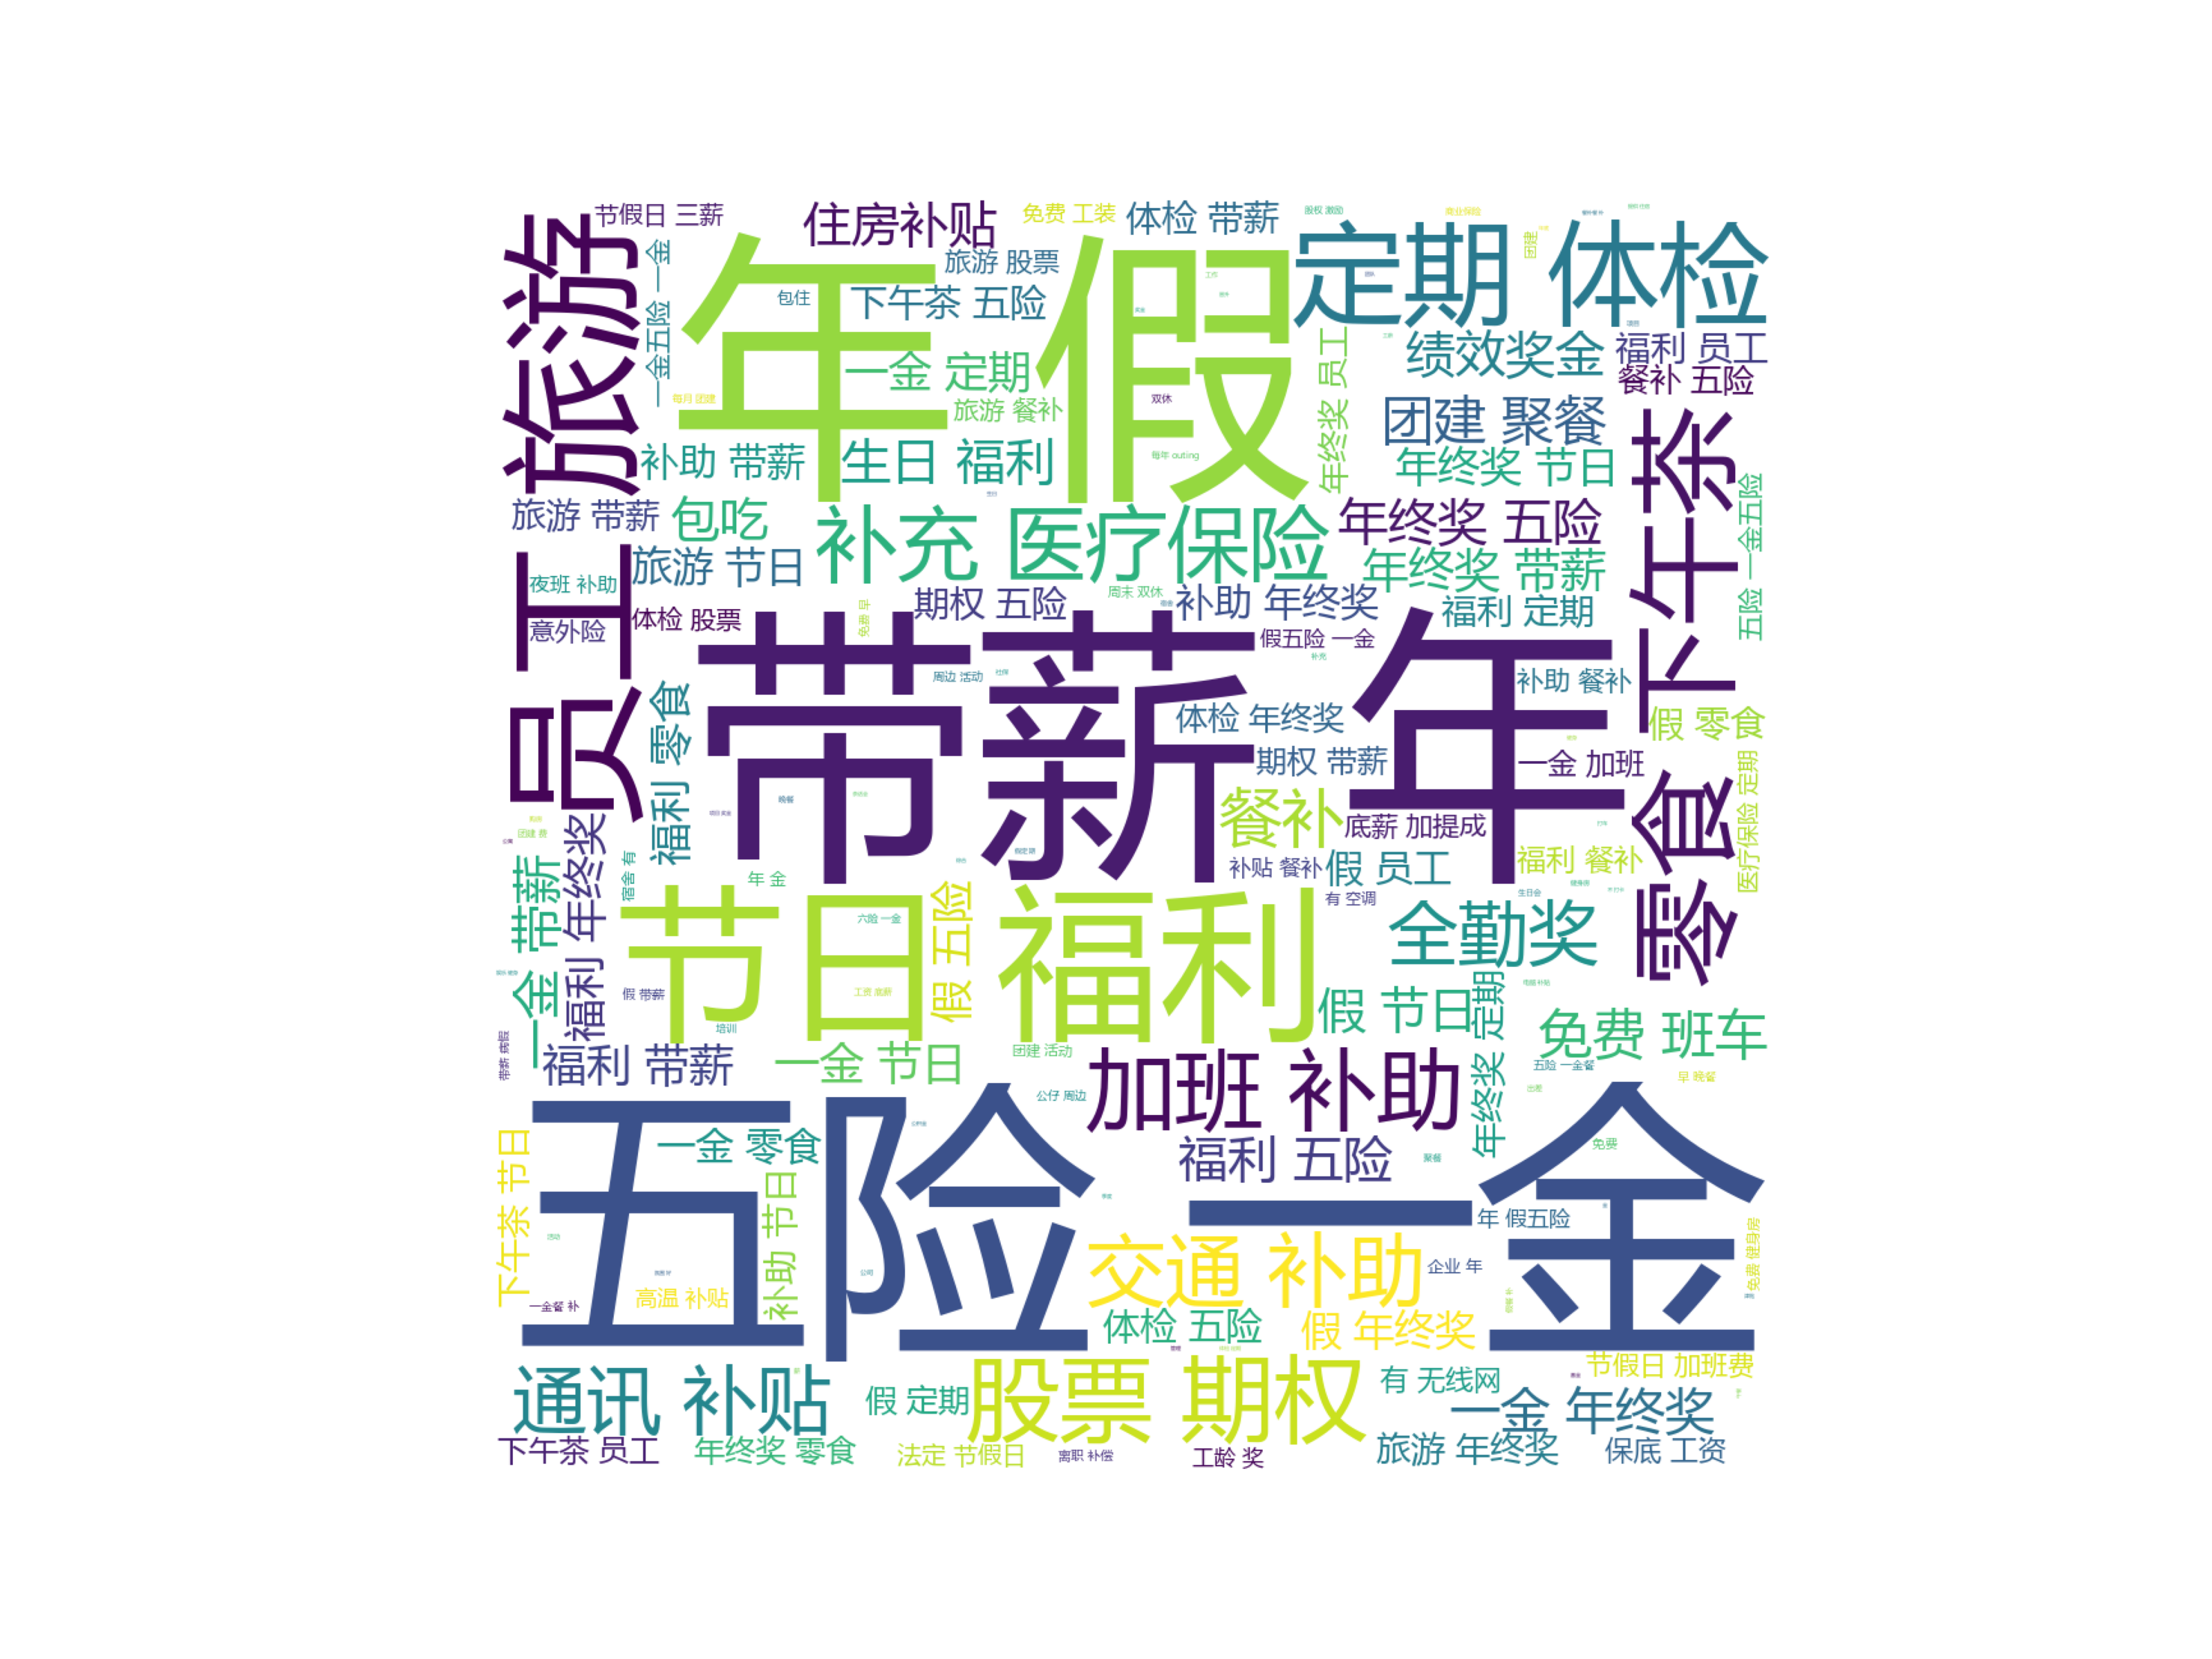 节假日 三薪
住房补贴
免费 工装
体检 带薪
股权 激励
商业保险
旅游 股票
定期 体检
团建
员工 旅游
一金五险 一金
包住
下午茶 五险
年 假
一金 定期
绩效奖金
福利 员工
餐补 五险
每月 团建
旅游 餐补
双休
年终奖 员工
团建 聚餐
零食 下午茶
补助 带薪
生日 福利
每年 outing
年终奖 节日
旅游 带薪
包吃
补充 医疗保险
年终奖 五险
五险 一金五险
旅游 节日
年终奖 带薪
夜班 补助
意外险
体检 股票
免费 早
期权 五险
周末 双休
补助 年终奖
福利 定期
假五险 一金
带薪 年
周边 活动
补助 餐补
福利 零食
体检 年终奖
假 零食
期权 带薪
一金 加班
医疗保险 定期
晚餐
餐补
底薪 加提成
团建 费
福利 年终奖
宿舍 有
年 金
补贴 餐补
假 员工
福利 餐补
有 空调
生日会
一金 带薪
节日 福利
六险 一金
假 五险
全勤奖
假 带薪
工资 底薪
假 节日
年终奖 定期
培训
免费 班车
带薪 病假
福利 带薪
一金 节日
团建 活动
加班 补助
五险 一金餐
早 晚餐
公仔 周边
出差
五险 一金
下午茶 节日
一金 零食
补助 节日
福利 五险
聚餐
免费
年 假五险
活动
交通 补助
企业 年
免费 健身房
公司
高温 补贴
一金餐 补
体检 五险
假 年终奖
通讯 补贴
假 定期
股票 期权
有 无线网
节假日 加班费
一金 年终奖
下午茶 员工
年终奖 零食
法定 节假日
离职 补偿
工龄 奖
旅游 年终奖
保底 工资